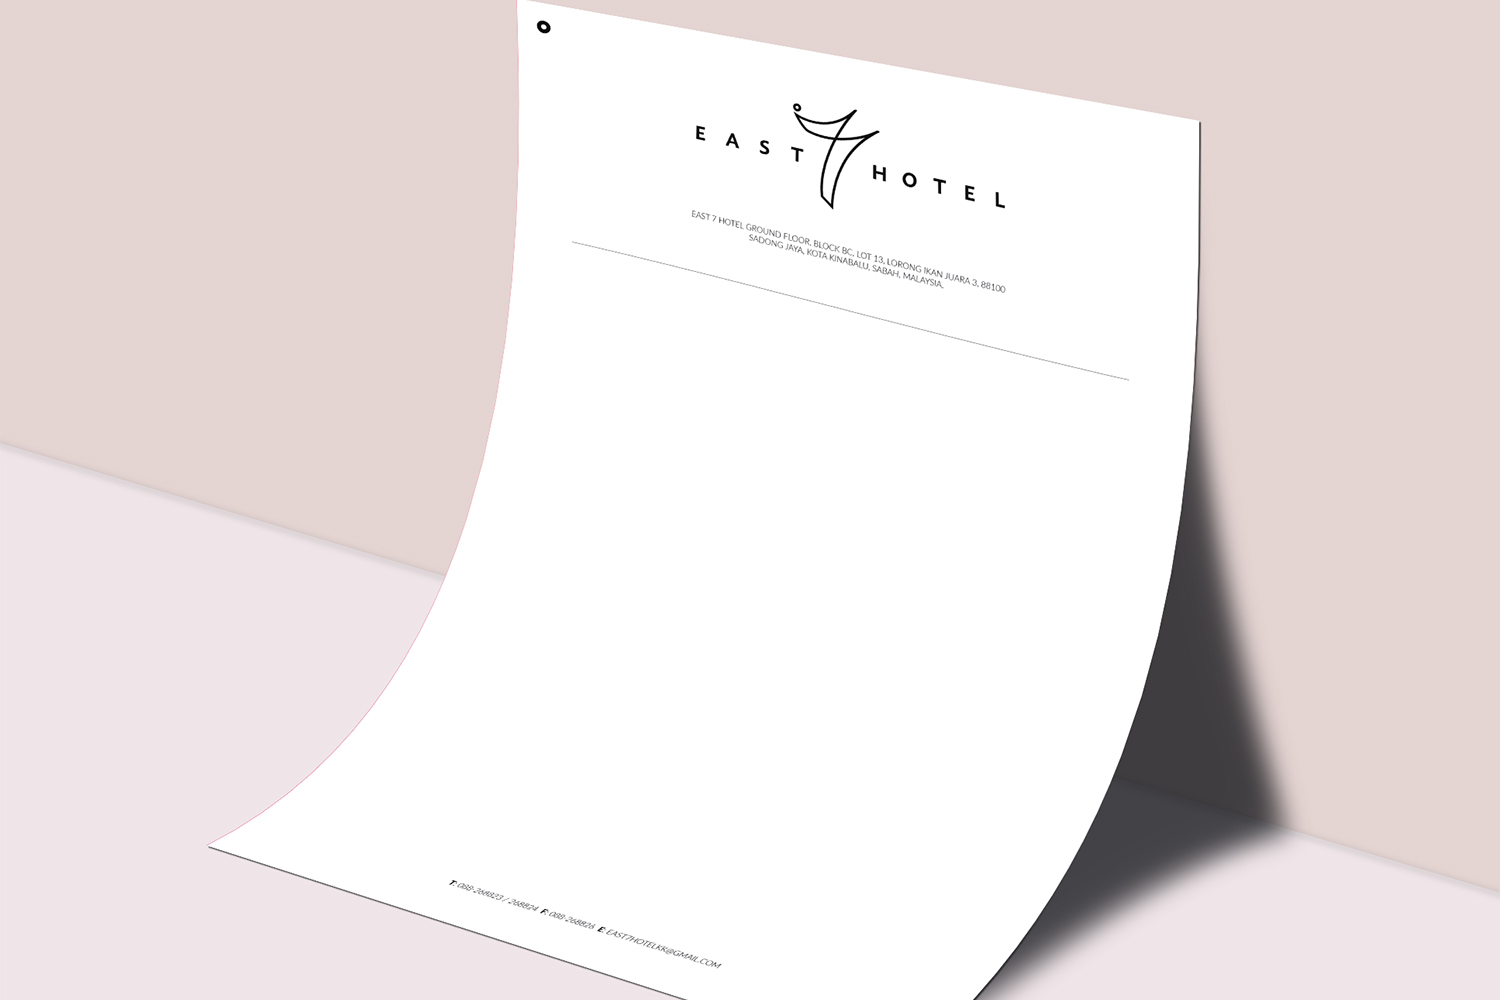 EAST 7 HOTEL
EAST 7 HOTEL GROUND FLOOR, BLOCK BC, LOT 13, LORONG IKAN JUARA 3, 88100
SADONG JAYA, KOTA KINABALU, SABAH, MALAYSIA.
T: 088-268823 / 268824 F: 088-268826 E: EAST7HOTELKK@GMAIL.COM